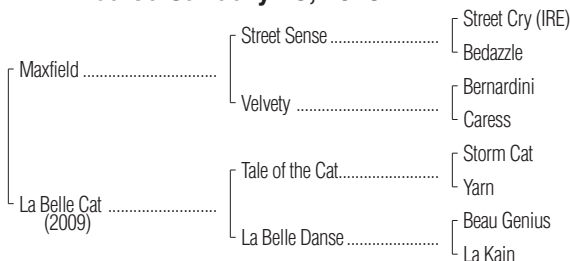 Street Cry (IRE)
Street Sense
Bedazzle
Maxfield
Bernardini
Velvety
Caress
Storm Cat
Tale of the Cat
Yarn
La Belle Cat
(2009)
Beau Genius
La Belle Danse
La Kain